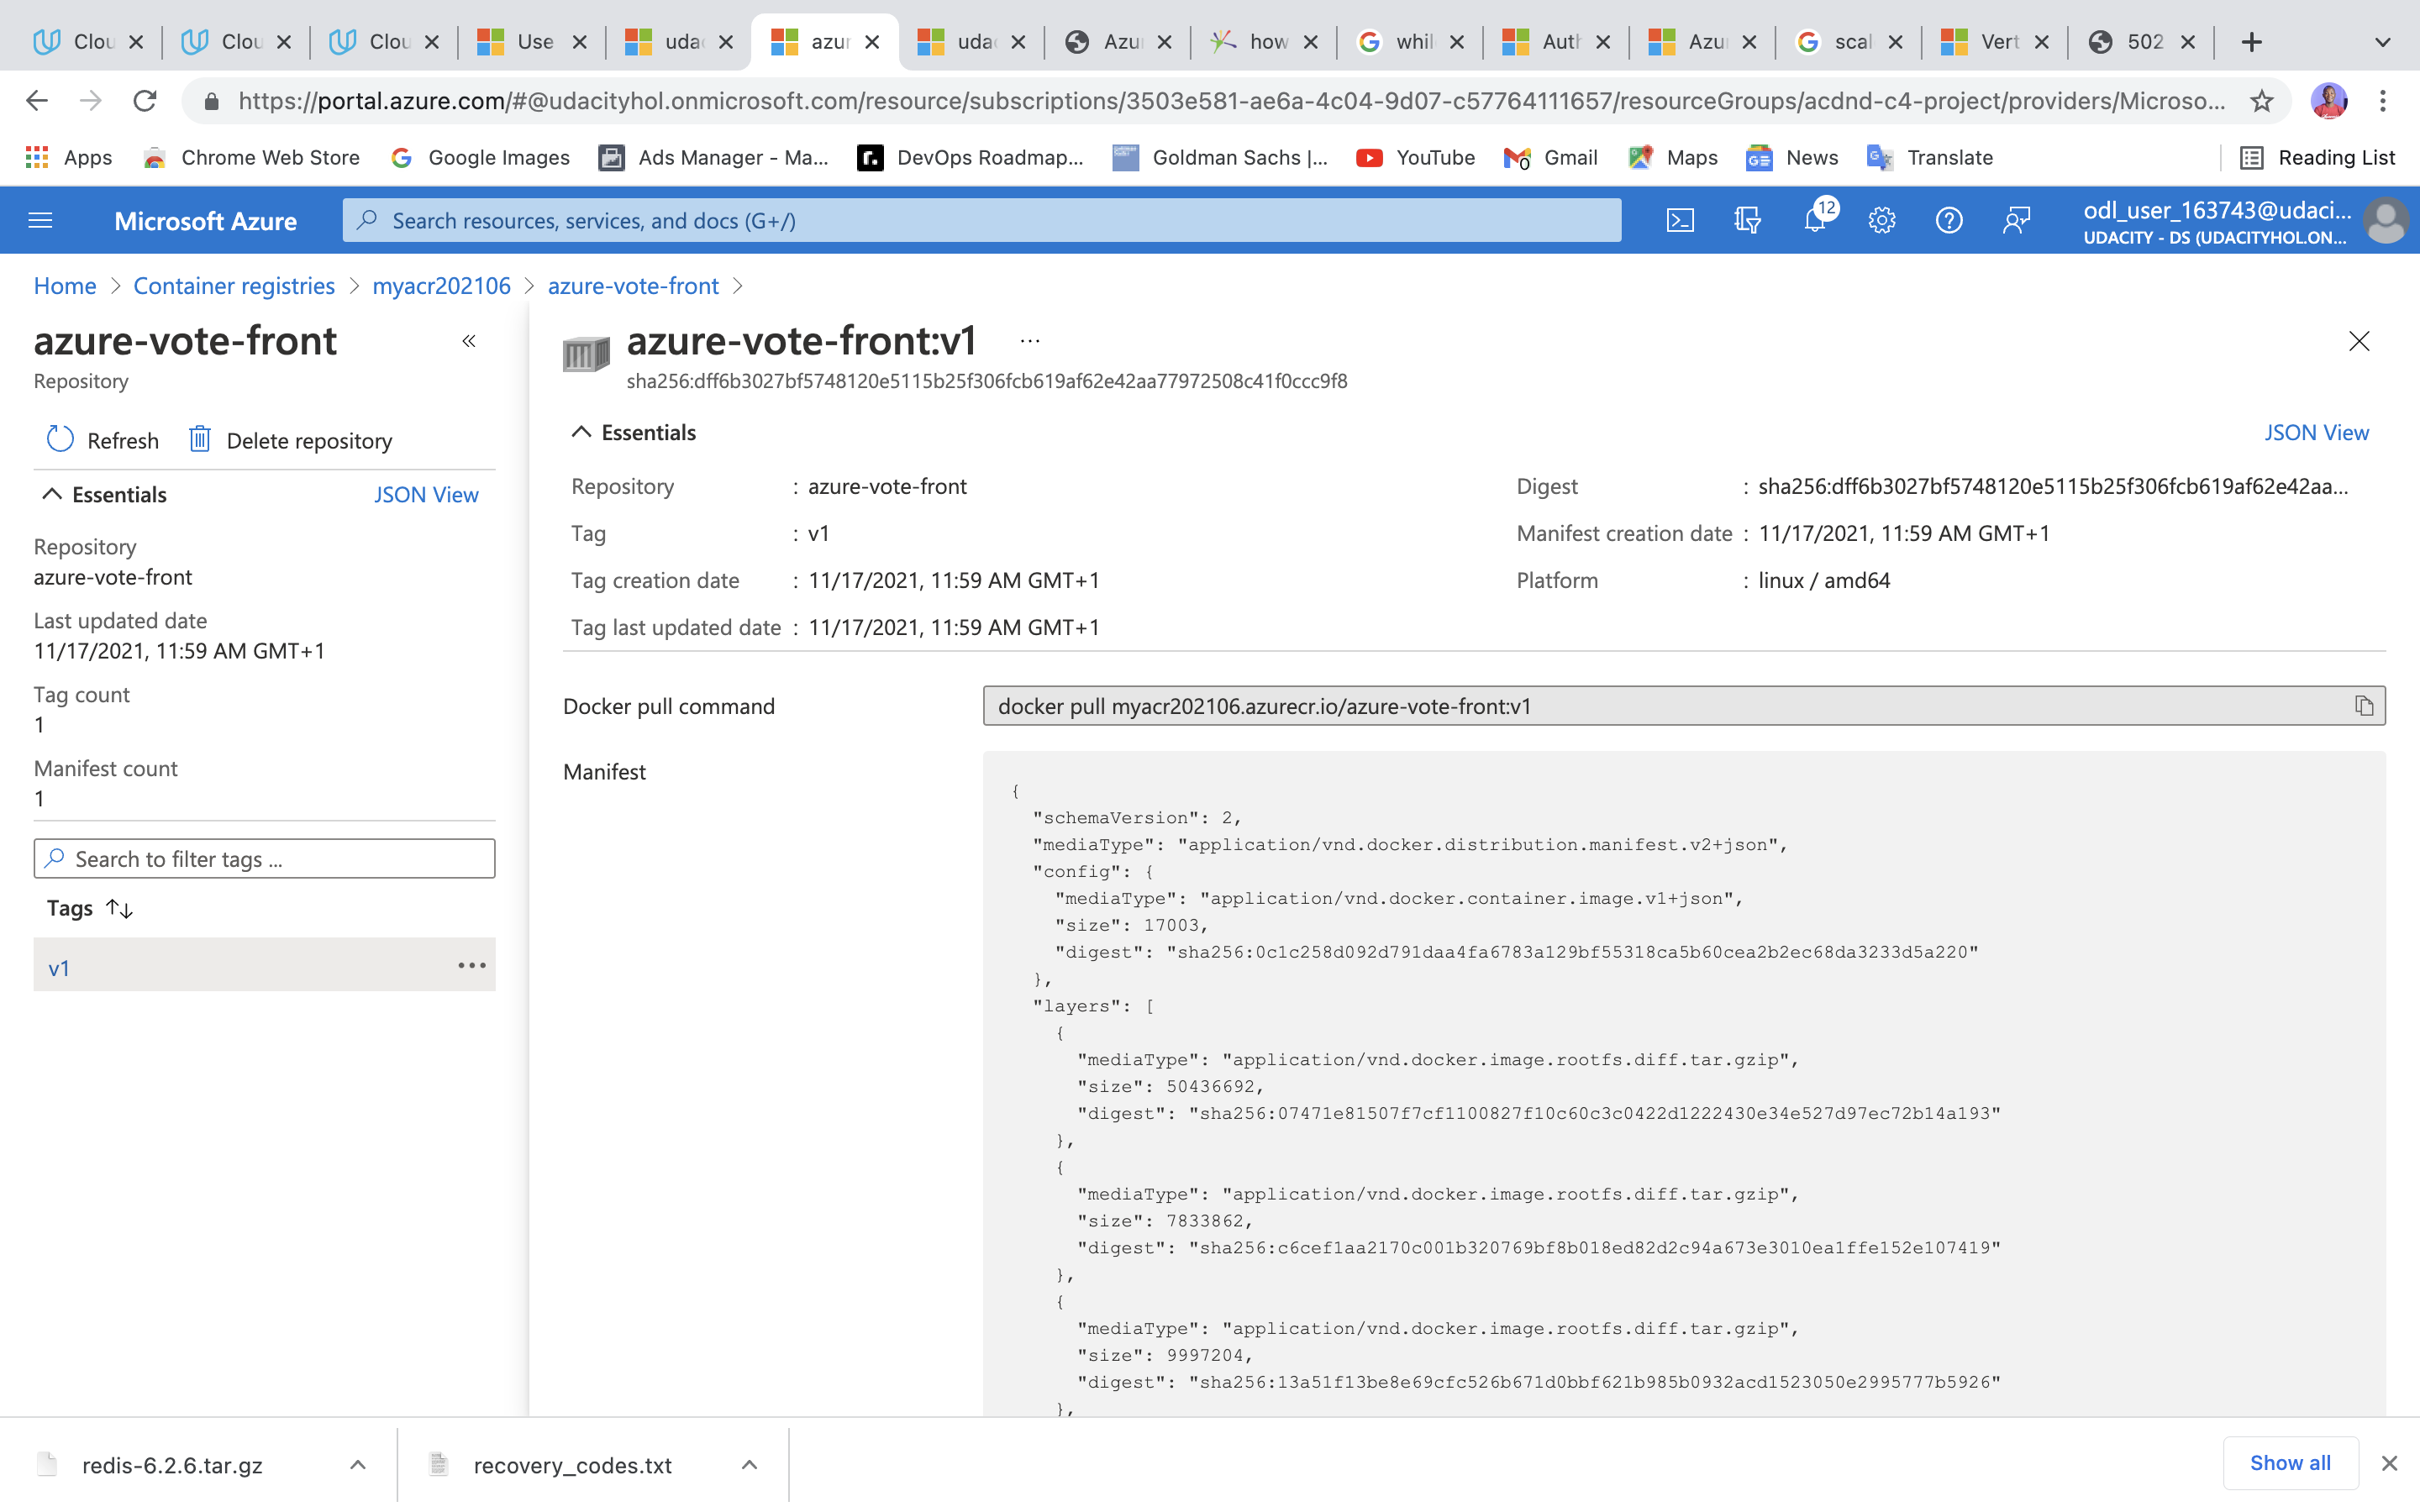 Clou
Clou
Clou
Use
uda
azur
uda
Azu
how
whil
Auth
Azu
scal
Vert
502
https://portal.azure.com/#@udacityhol.onmicrosoft.com/resource/subscriptions/3503e581-ae6a-4c04-9d07-c57764111657/resourceGroups/acdnd-c4-project/providers/Microso...
Apps
Chrome Web Store
Google Images
Ads Manager - Ma...
DevOps Roadmap...
Goldman Sachs |...
YouTube
Gmail
Maps
News
Translate
Reading List
Microsoft Azure
Search resources, services, and docs (G+/)
12
odl_user_163743@udaci...
UDACITY - DS (UDACITYHOL.ON...
Home > Container registries > myacr202106 > azure-vote-front >
azure-vote-front
Repository
Refresh
Delete repository
Essentials
JSON View
Repository
azure-vote-front
Last updated date
11/17/2021, 11:59 AM GMT+1
Tag count
1
Manifest count
1
Search to filter tags ...
Tags ↑↓
v1 ...
azure-vote-front:v1 ...
sha256:dff6b3027bf5748120e5115b25f306fcb619af62e42aa77972508c41f0ccc9f8
Essentials
JSON View
Repository : azure-vote-front
Tag : v1
Tag creation date : 11/17/2021, 11:59 AM GMT+1
Tag last updated date : 11/17/2021, 11:59 AM GMT+1
Digest : sha256:dff6b3027bf5748120e5115b25f306fcb619af62e42aa...
Manifest creation date : 11/17/2021, 11:59 AM GMT+1
Platform : linux / amd64
Docker pull command
docker pull myacr202106.azurecr.io/azure-vote-front:v1
Manifest
{
"schemaVersion": 2,
"mediaType": "application/vnd.docker.distribution.manifest.v2+json",
"config": {
"mediaType": "application/vnd.docker.container.image.v1+json",
"size": 17003,
"digest": "sha256:0c1c258d092d791daa4fa6783a129bf55318ca5b60cea2b2ec68da3233d5a220"
},
"layers": [
{
"mediaType": "application/vnd.docker.image.rootfs.diff.tar.gzip",
"size": 50436692,
"digest": "sha256:07471e81507f7cf1100827f10c60c3c0422d1222430e34e527d97ec72b14a193"
},
{
"mediaType": "application/vnd.docker.image.rootfs.diff.tar.gzip",
"size": 7833862,
"digest": "sha256:c6cef1aa2170c001b320769bf8b018ed82d2c94a673e3010ea1ffe152e107419"
},
{
"mediaType": "application/vnd.docker.image.rootfs.diff.tar.gzip",
"size": 9997204,
"digest": "sha256:13a51f13be8e69cfc526b671d0bbf621b985b0932acd1523050e2995777b5926"
},
redis-6.2.6.tar.gz
recovery_codes.txt
Show all